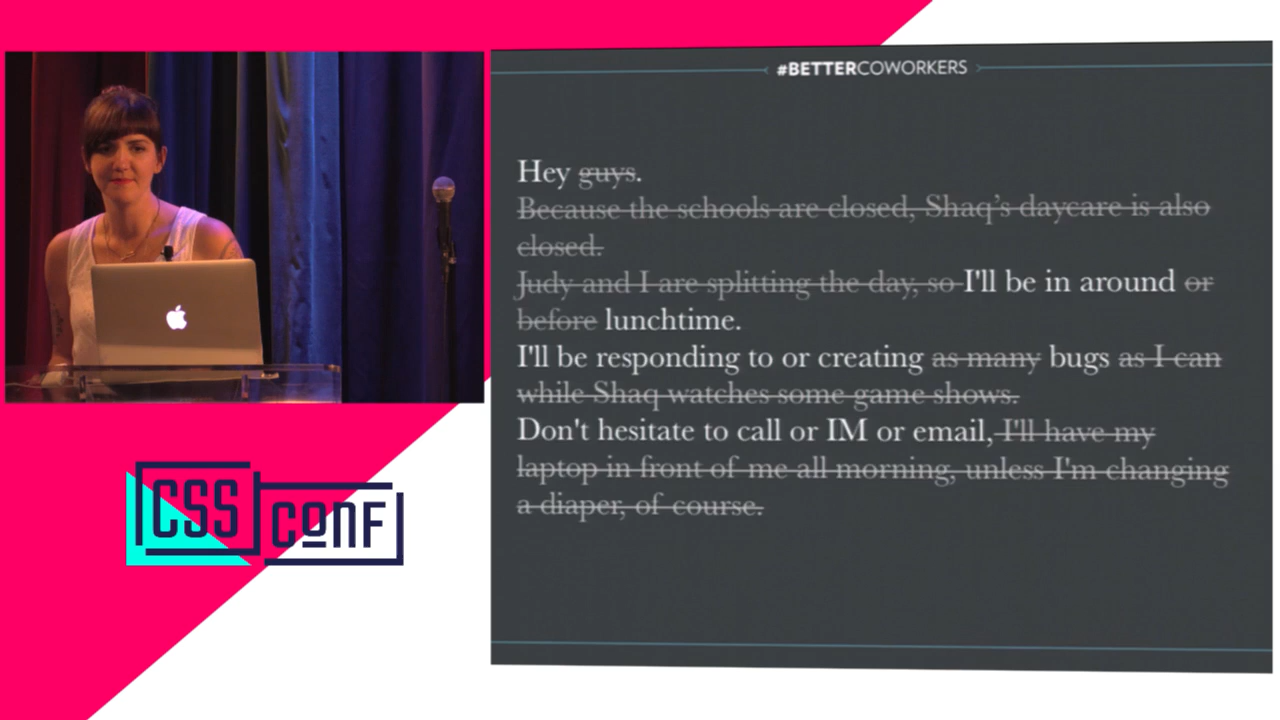 #BETTERCOWORKERS
Hey guys.
Because the schools are closed, Shaq's daycare is also
closed.
Judy and I are splitting the day, so I'll be in around or
before lunchtime.
I'll be responding to or creating as many bugs as I can
while Shaq watches some game shows.
Don't hesitate to call or IM or email, I'll have my
laptop in front of me all morning, unless I'm changing
a diaper, of course.
CSS
CONF